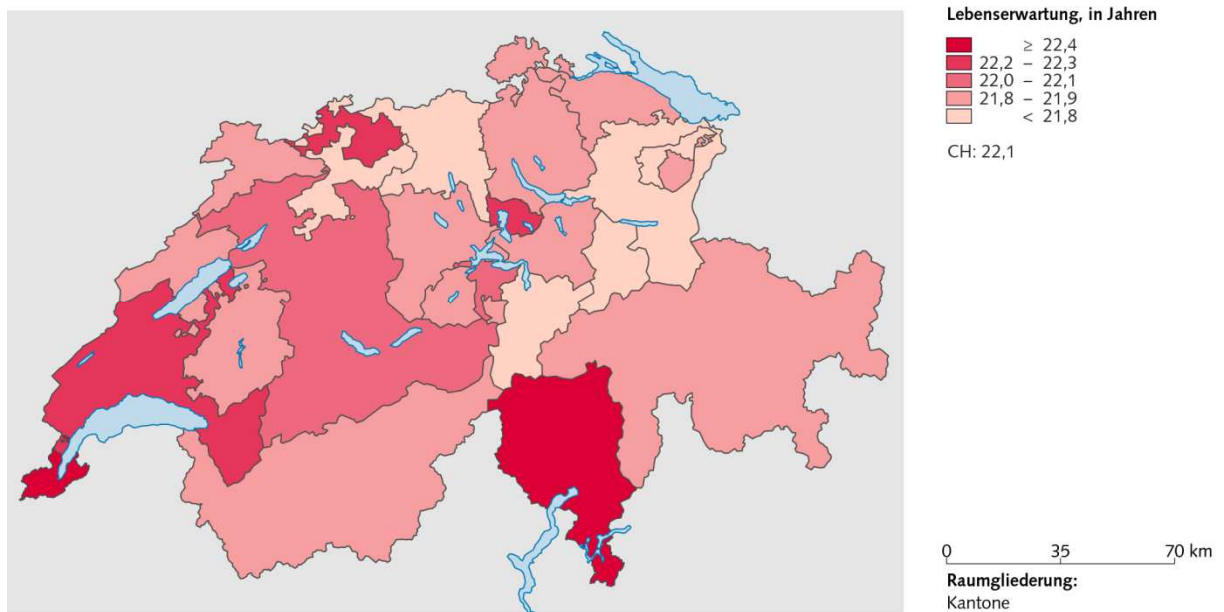 Lebenserwartung, in Jahren
≥ 22,4
22,2 – 22,3
22,0 – 22,1
21,8 – 21,9
< 21,8
CH: 22,1
0 35 70 km
Raumgliederung:
Kantone